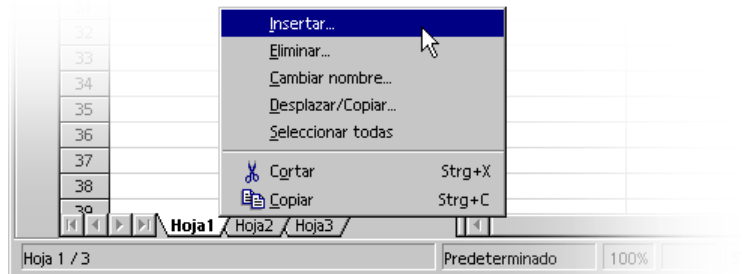 Insertar...
32
Eliminar...
33
Cambiar nombre...
34
Desplazar/Copiar...
35
Seleccionar todas
36
37
Cortar Strg+X
38
Copiar Strg+C
39
Hoja1 Hoja2 Hoja3
Hoja 1 / 3 Predeterminado 100%